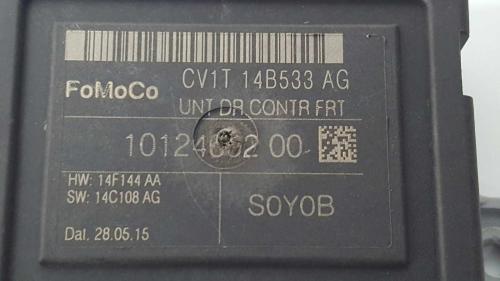 FoMoCo CV1T 14B533 AG
UNT DR CONTR FRT
00
HW: 14F144 AA
SW: 14C108 AG
S0Y0B
Dat. 28.05.15